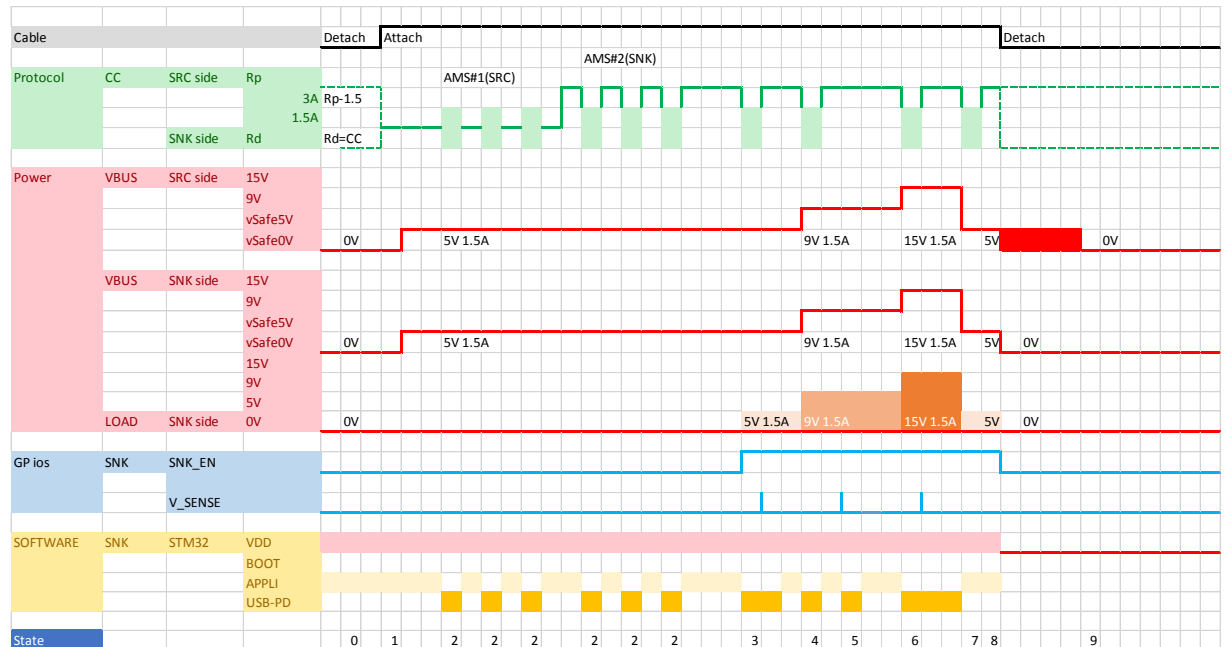 Cable Detach Attach Detach
AMS#2(SNK)
Protocol CC SRC side Rp AMS#1(SRC)
3A Rp-1.5
1.5A
SNK side Rd Rd=CC
Power VBUS SRC side 15V
9V
vSafe5V
vSafe0V 0V 5V 1.5A 9V 1.5A 15V 1.5A 5V 0V
VBUS SNK side 15V
9V
vSafe5V
vSafe0V 0V 5V 1.5A 9V 1.5A 15V 1.5A 5V 0V
15V
9V
5V
LOAD SNK side 0V 0V 5V 1.5A 9V 1.5A 15V 1.5A 5V 0V
GP ios SNK SNK_EN
V_SENSE
SOFTWARE SNK STM32 VDD
BOOT
APPLI
USB-PD
State 0 1 2 2 2 2 2 2 3 4 5 6 7 8 9